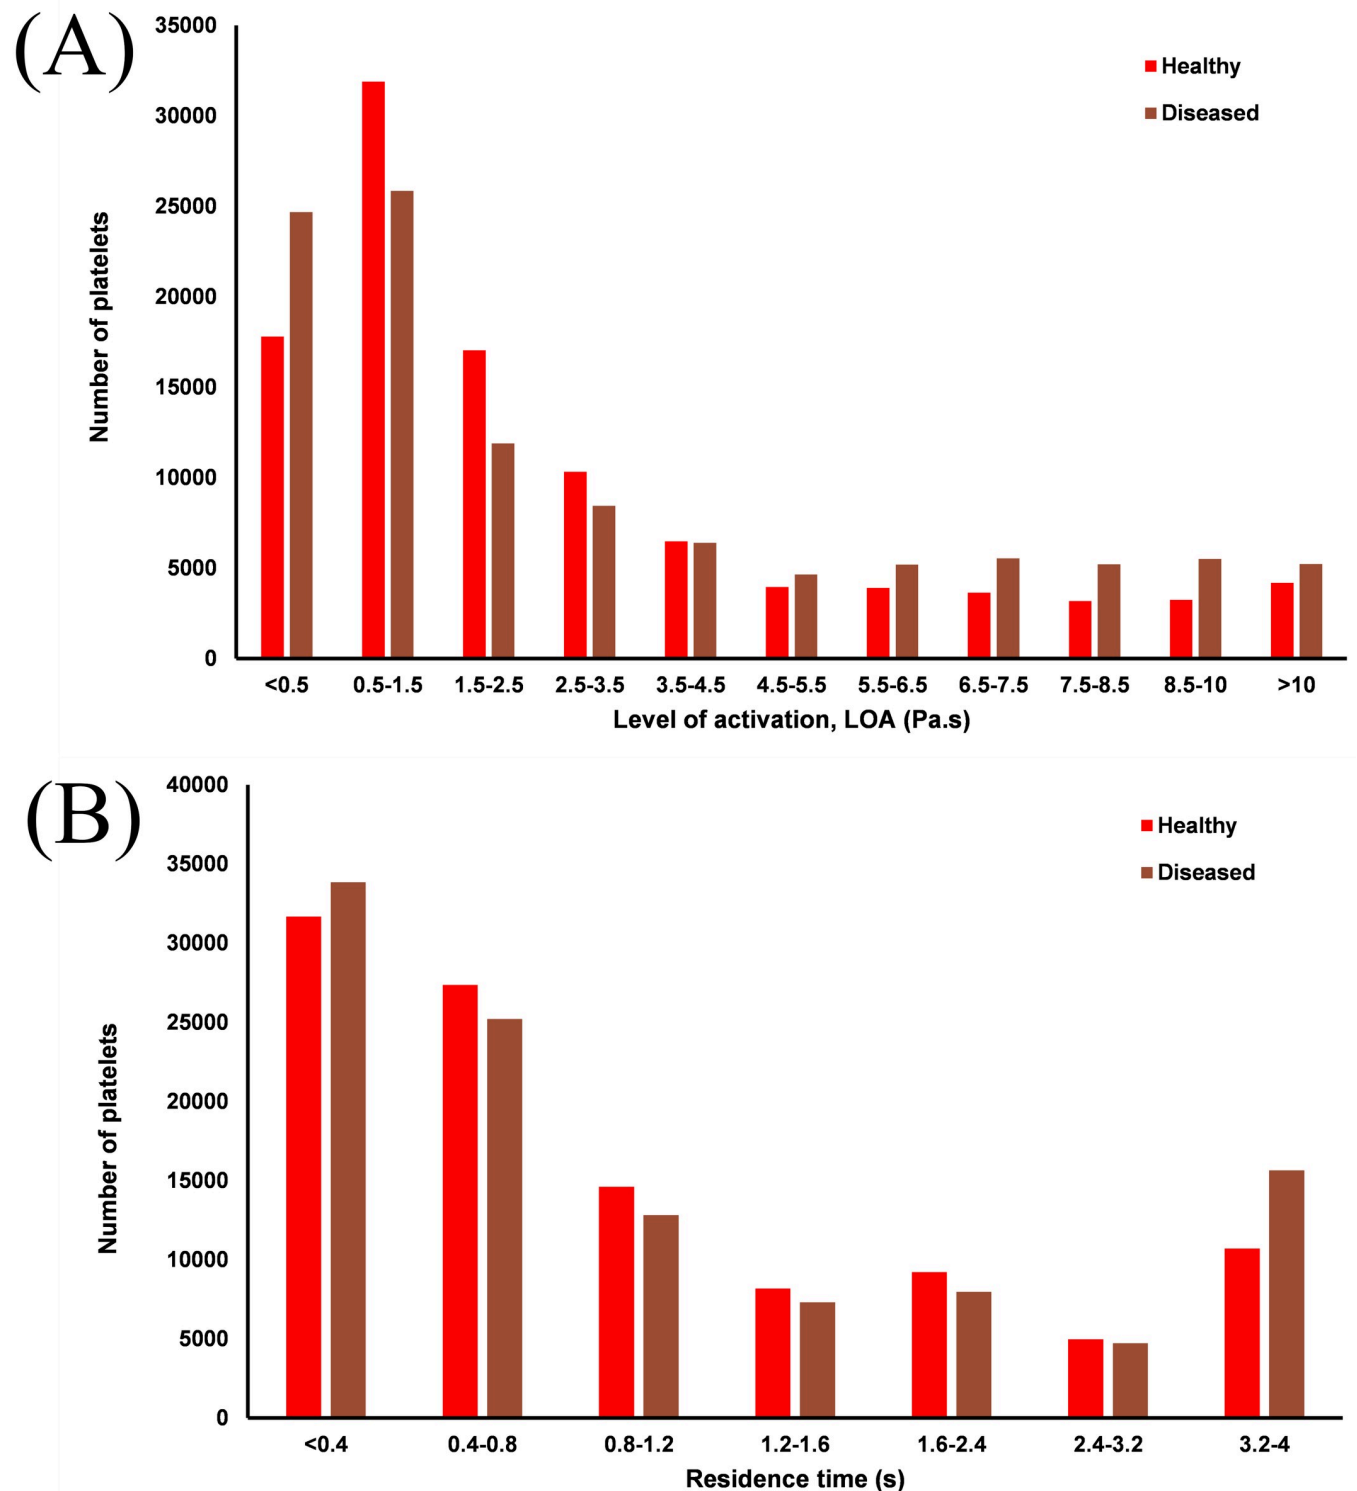 (A)
35000
30000
25000
20000
15000
10000
5000
0
Number of platelets
Healthy
Diseased
<0.5 0.5-1.5 1.5-2.5 2.5-3.5 3.5-4.5 4.5-5.5 5.5-6.5 6.5-7.5 7.5-8.5 8.5-10 >10
Level of activation, LOA (Pa.s)
(B)
40000
35000
30000
25000
20000
15000
10000
5000
0
Number of platelets
Healthy
Diseased
<0.4 0.4-0.8 0.8-1.2 1.2-1.6 1.6-2.4 2.4-3.2 3.2-4
Residence time (s)